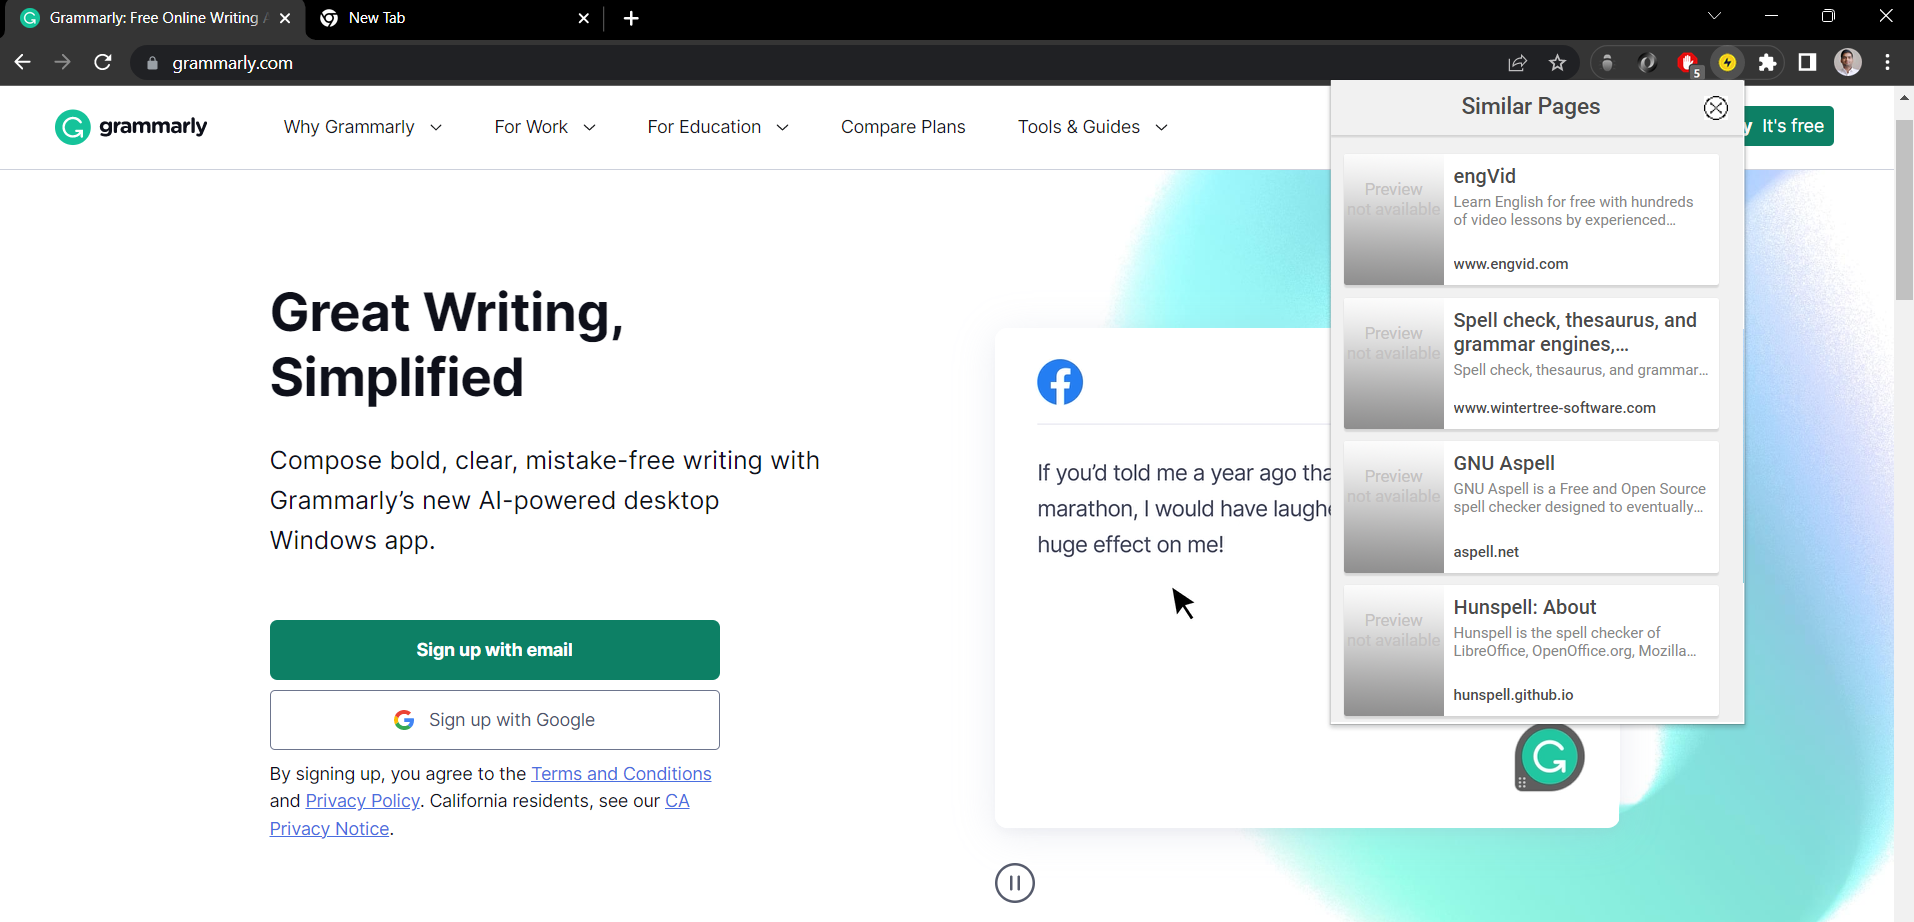 Grammarly: Free Online Writing
New Tab
grammarly.com
5
grammarly
Why Grammarly
For Work
For Education
Compare Plans
Tools & Guides
y It's free
Great Writing,
Simplified
Compose bold, clear, mistake-free writing with
Grammarly's new AI-powered desktop
Windows app.
Sign up with email
Sign up with Google
By signing up, you agree to the Terms and Conditions
and Privacy Policy. California residents, see our CA
Privacy Notice.
If you'd told me a year ago tha
marathon, I would have laughe
huge effect on me!
Similar Pages
Preview
not available
engVid
Learn English for free with hundreds
of video lessons by experienced...
www.engvid.com
Preview
not available
Spell check, thesaurus, and
grammar engines,...
Spell check, thesaurus, and grammar...
www.wintertree-software.com
Preview
not available
GNU Aspell
GNU Aspell is a Free and Open Source
spell checker designed to eventually...
aspell.net
Preview
not available
Hunspell: About
Hunspell is the spell checker of
LibreOffice, OpenOffice.org, Mozilla...
hunspell.github.io